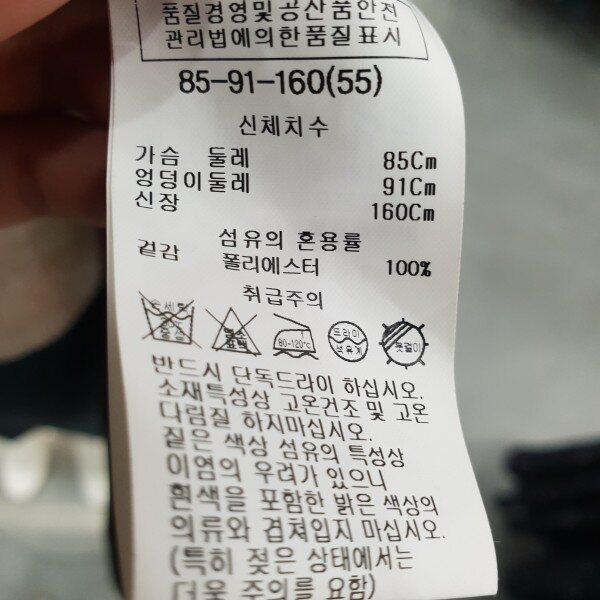 품질경영및공산품안전
관리법에의한품질표시
85-91-160(55)
신체치수
가슴 둘레 85Cm
엉덩이둘레 91Cm
신장 160Cm
섬유의 혼용률
겉감 폴리에스터 100%
취급주의
80-120℃ 드라이 옷걸이
석유계
반드시 단독드라이 하십시오.
소재특성상 고온건조 및 고온
다림질 하지마십시오.
짙은 색상 섬유의 특성상
이염의 우려가 있으니
흰색을 포함한 밝은 색상의
의류와 겹쳐입지 마십시오.
(특히 젖은 상태에서는
더욱 주의를 요함)